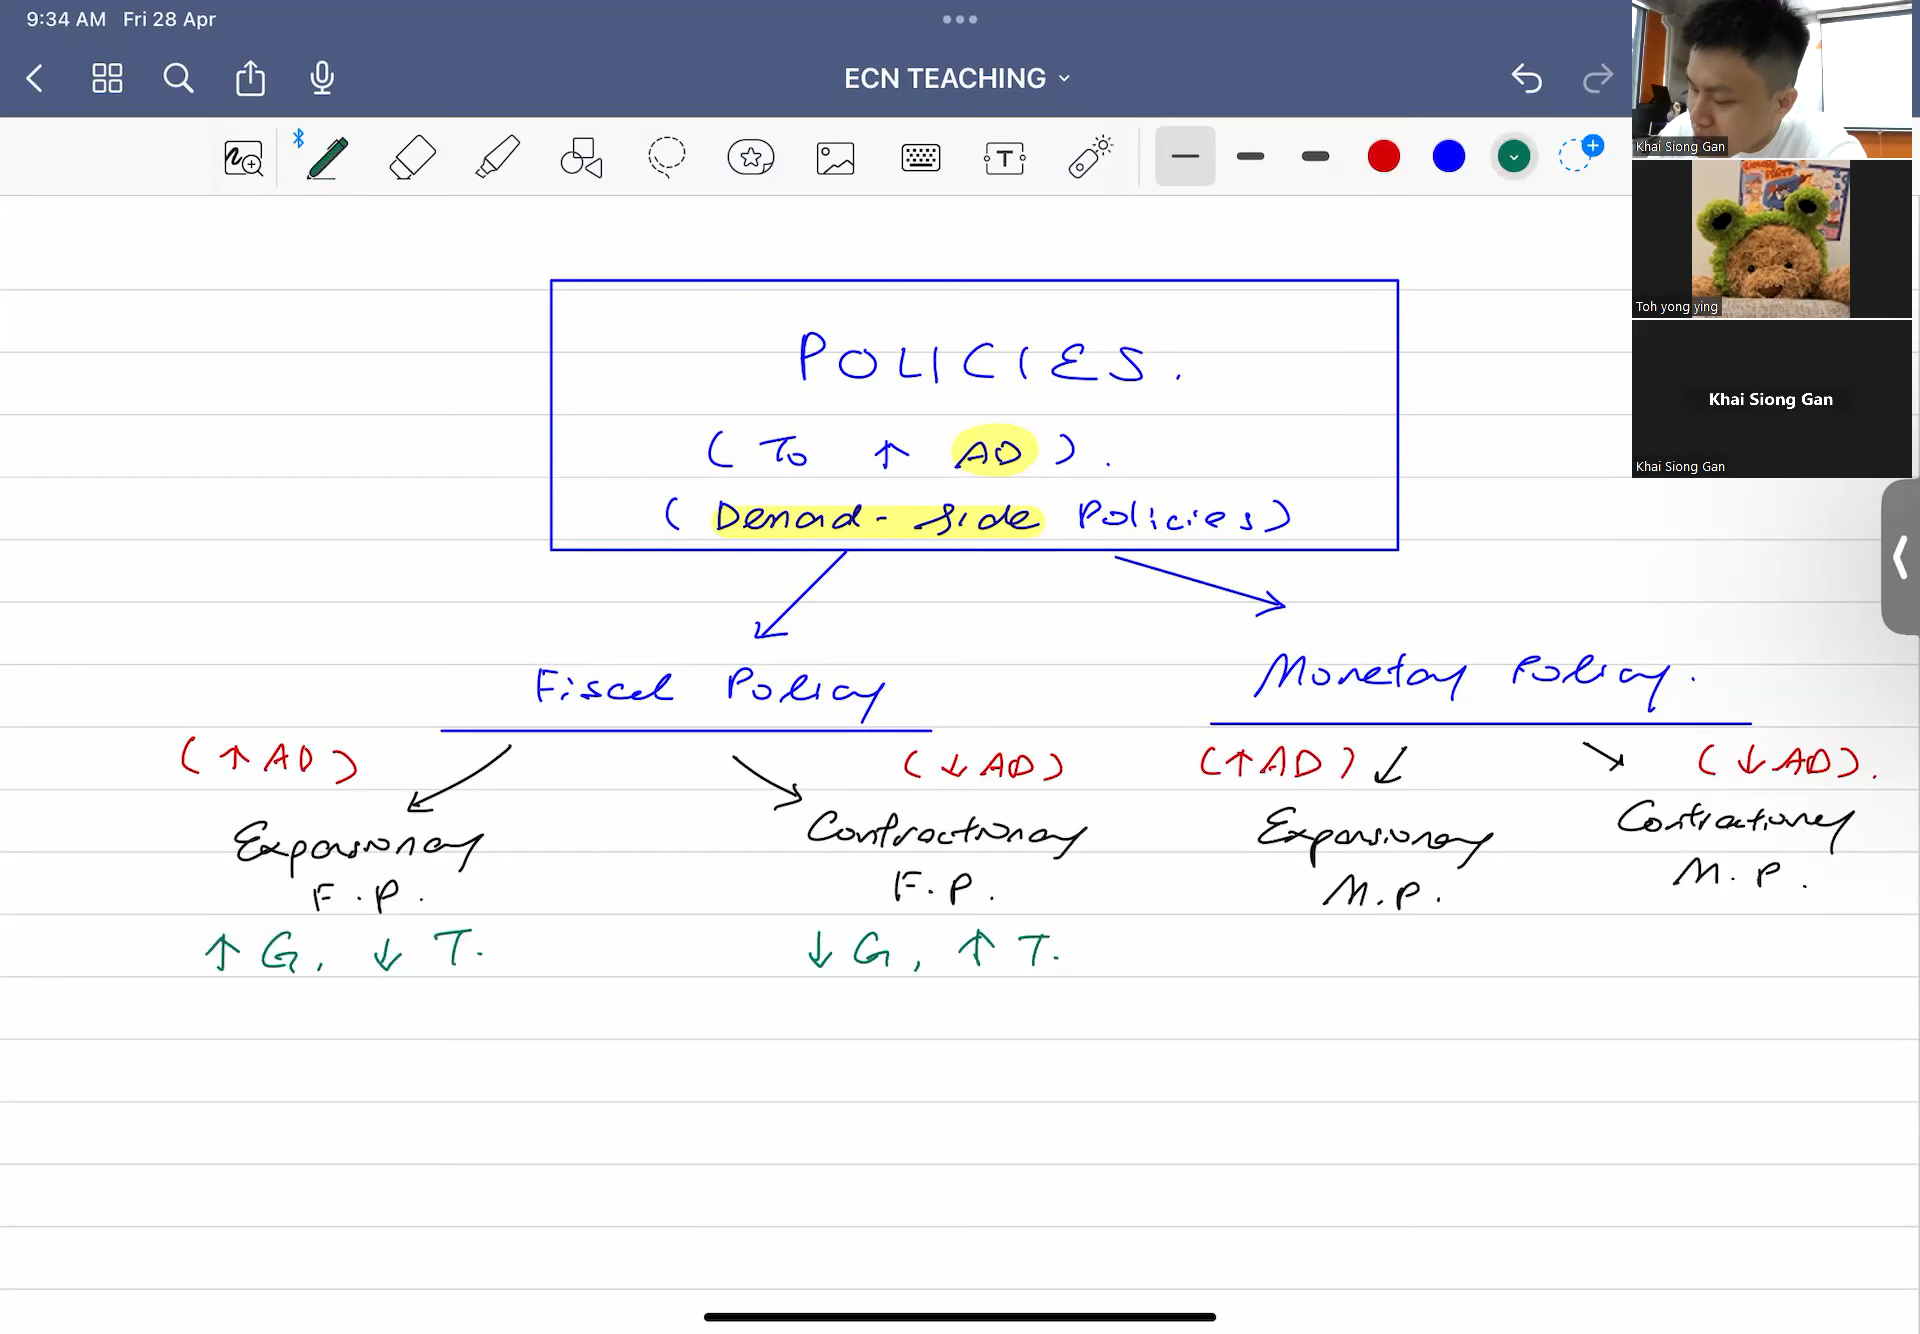 9:34 AM Fri 28 Apr
ECN TEACHING
Khai Siong Gan
Toh yong ying
Khai Siong Gan
Khai Siong Gan
POLICIES.
( To ↑ AD ).
( Demand - side Policies )
Fiscal Policy
Monetary Policy.
( ↑ AD )
( ↓ AD )
( ↑ AD )
( ↓ AD ).
Expansionary
F.P.
Contractionary
F.P.
Expansionary
M.P.
Contractionary
M.P.
↑ G, ↓ T.
↓ G, ↑ T.